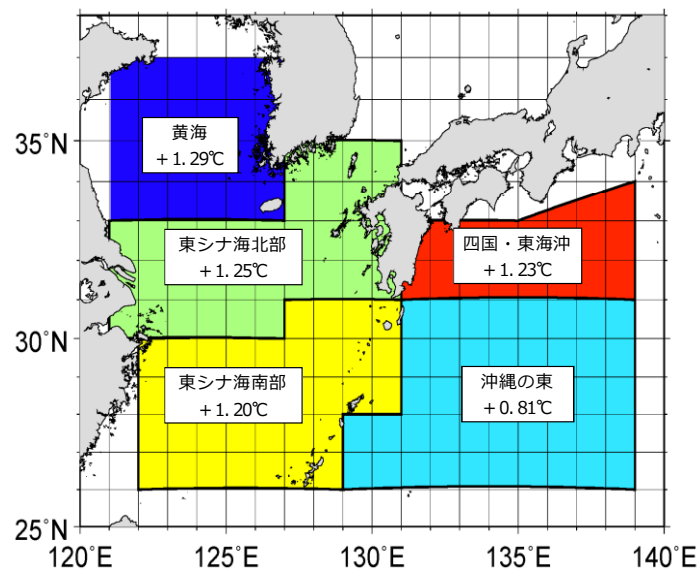 黄海
+1.29℃
35°N
東シナ海北部
+1.25℃
四国・東海沖
+1.23℃
30°N
東シナ海南部
+1.20℃
沖縄の東
+0.81℃
25°N
120°E 125°E 130°E 135°E 140°E